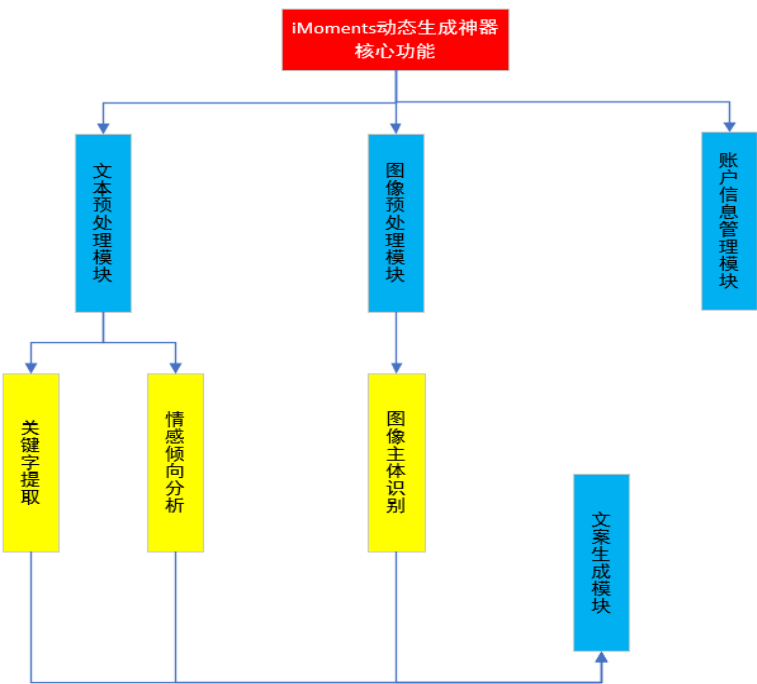 iMoments动态生成神器
核心功能
文本预处理模块
图像预处理模块
账户信息管理模块
关键字提取
情感倾向分析
图像主体识别
文案生成模块